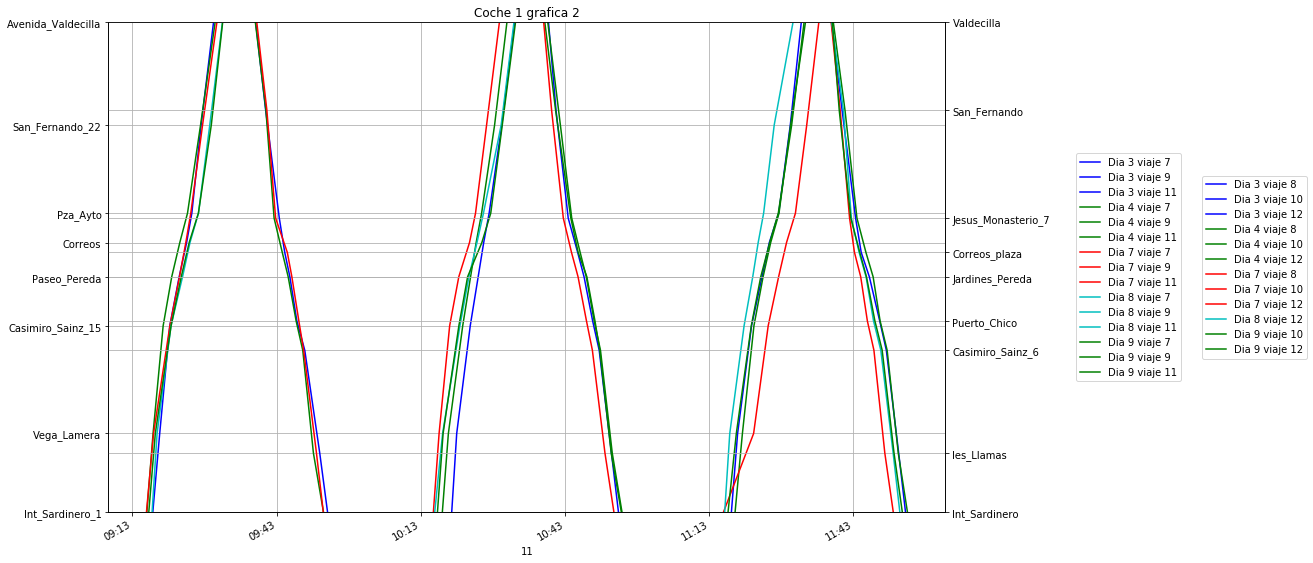 Coche 1 grafica 2
Avenida_Valdecilla
San_Fernando_22
Pza_Ayto
Correos
Paseo_Pereda
Casimiro_Sainz_15
Vega_Lamera
Int_Sardinero_1
Valdecilla
San_Fernando
Jesus_Monasterio_7
Correos_plaza
Jardines_Pereda
Puerto_Chico
Casimiro_Sainz_6
Ies_Llamas
Int_Sardinero
09:13
09:43
10:13
10:43
11:13
11:43
11
Dia 3 viaje 7
Dia 3 viaje 9
Dia 3 viaje 11
Dia 4 viaje 7
Dia 4 viaje 9
Dia 4 viaje 11
Dia 7 viaje 7
Dia 7 viaje 9
Dia 7 viaje 11
Dia 8 viaje 7
Dia 8 viaje 9
Dia 8 viaje 11
Dia 9 viaje 7
Dia 9 viaje 9
Dia 9 viaje 11
Dia 3 viaje 8
Dia 3 viaje 10
Dia 3 viaje 12
Dia 4 viaje 8
Dia 4 viaje 10
Dia 4 viaje 12
Dia 7 viaje 8
Dia 7 viaje 10
Dia 7 viaje 12
Dia 8 viaje 12
Dia 9 viaje 10
Dia 9 viaje 12